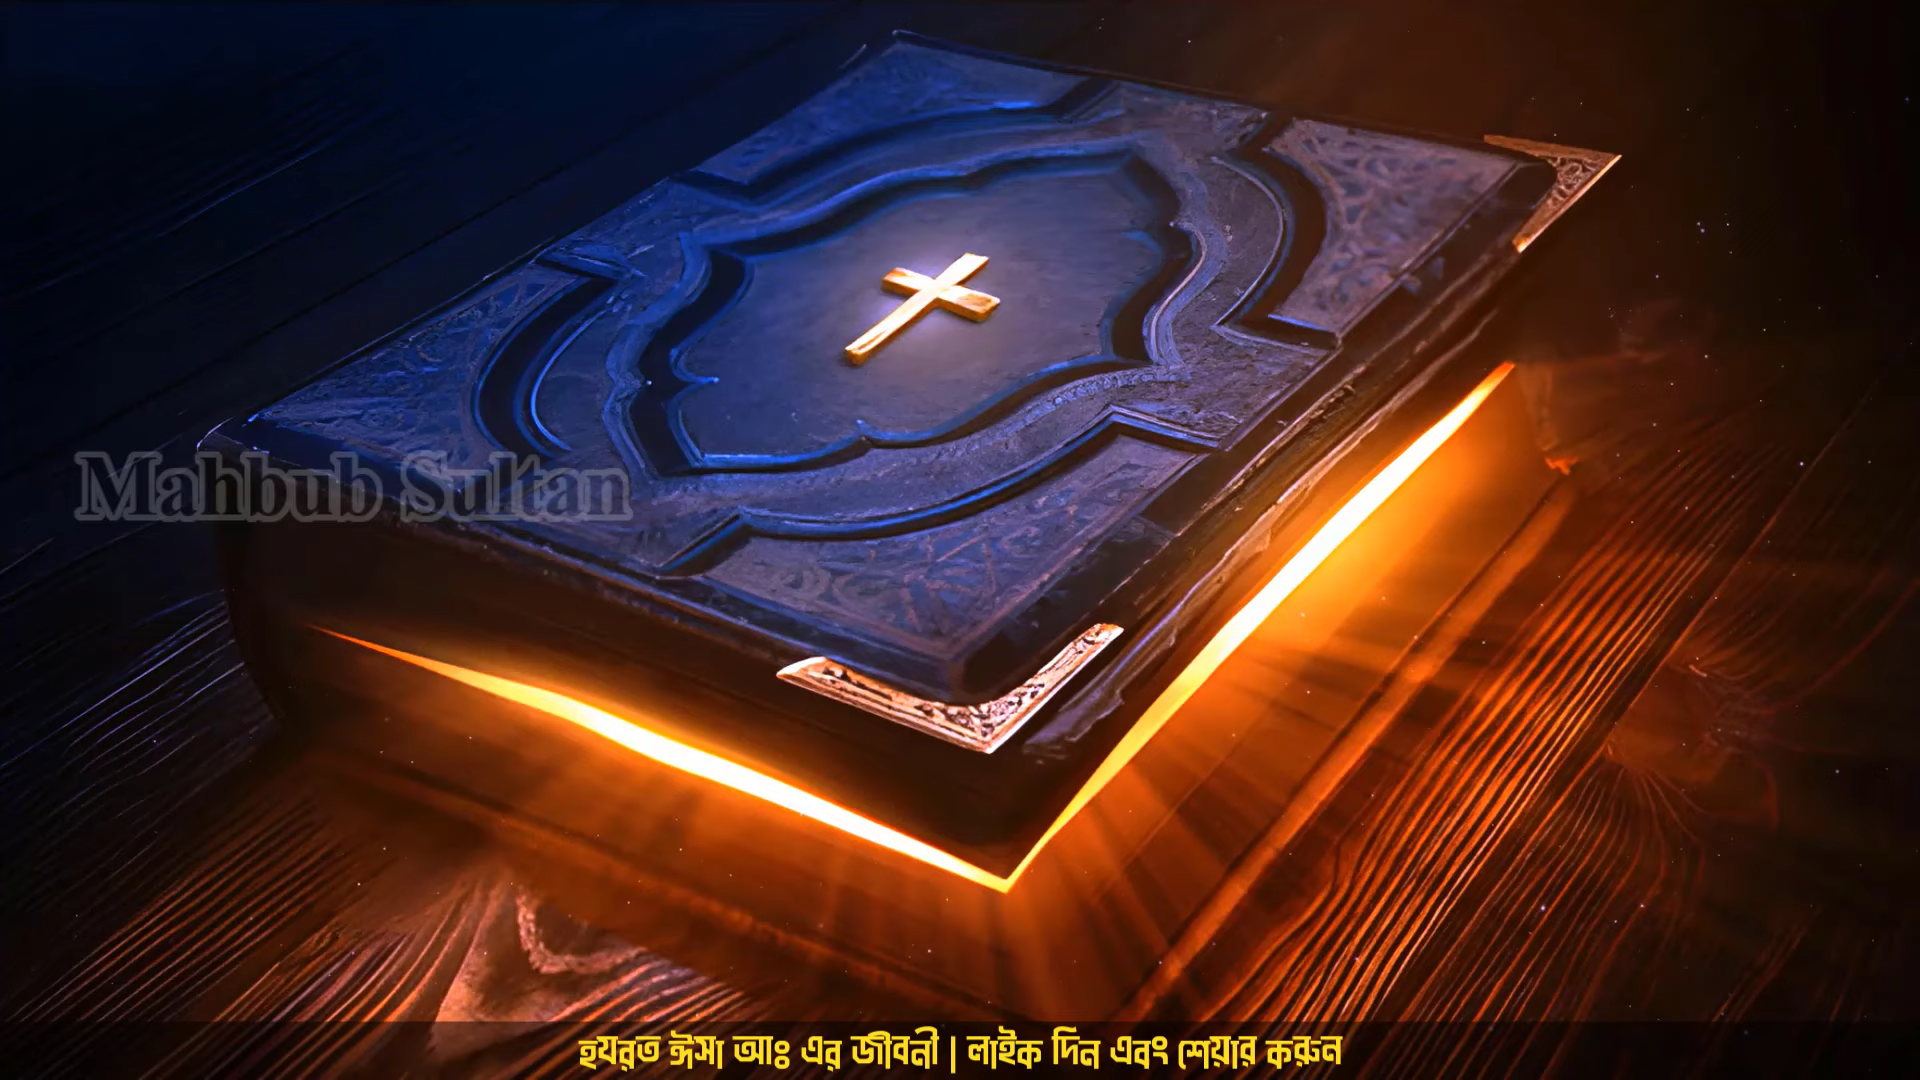 Mahbub Sultan
হযরত ঈসা আঃ এর জীবনী | লাইক দিন এবং শেয়ার করুন